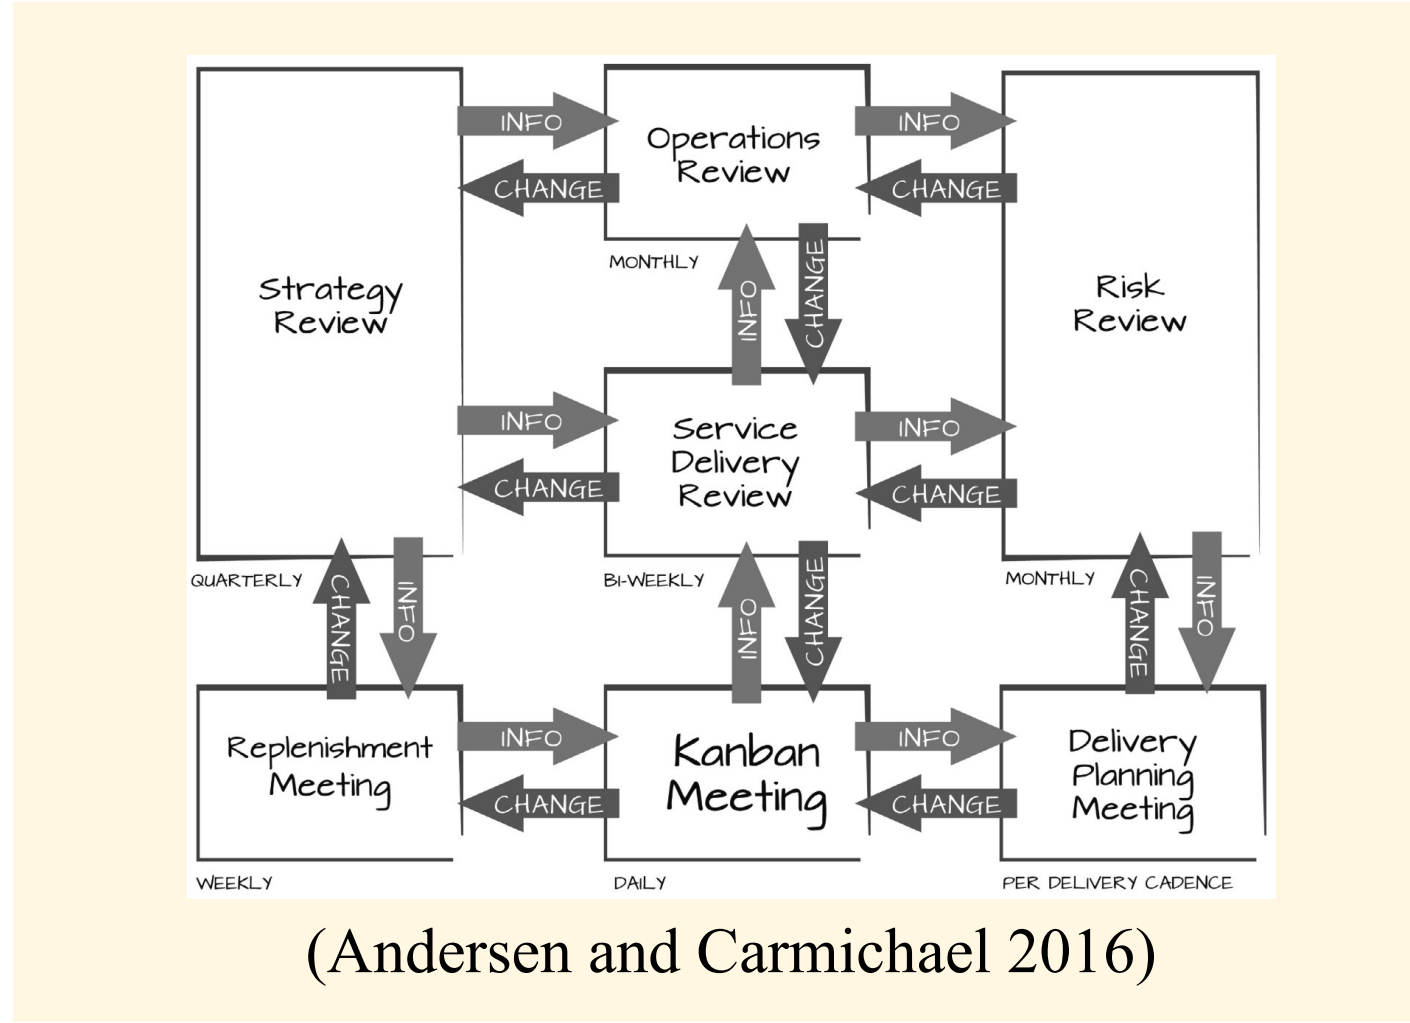 INFO
INFO
Operations
Review
CHANGE
CHANGE
MONTHLY
CHANGE
INFO
Strategy
Review
Risk
Review
INFO
INFO
Service
Delivery
Review
CHANGE
CHANGE
QUARTERLY
BI-WEEKLY
MONTHLY
CHANGE
INFO
INFO
CHANGE
CHANGE
INFO
Replenishment
Meeting
INFO
Kanban
Meeting
INFO
Delivery
Planning
Meeting
CHANGE
CHANGE
WEEKLY
DAILY
PER DELIVERY CADENCE
(Andersen and Carmichael 2016)